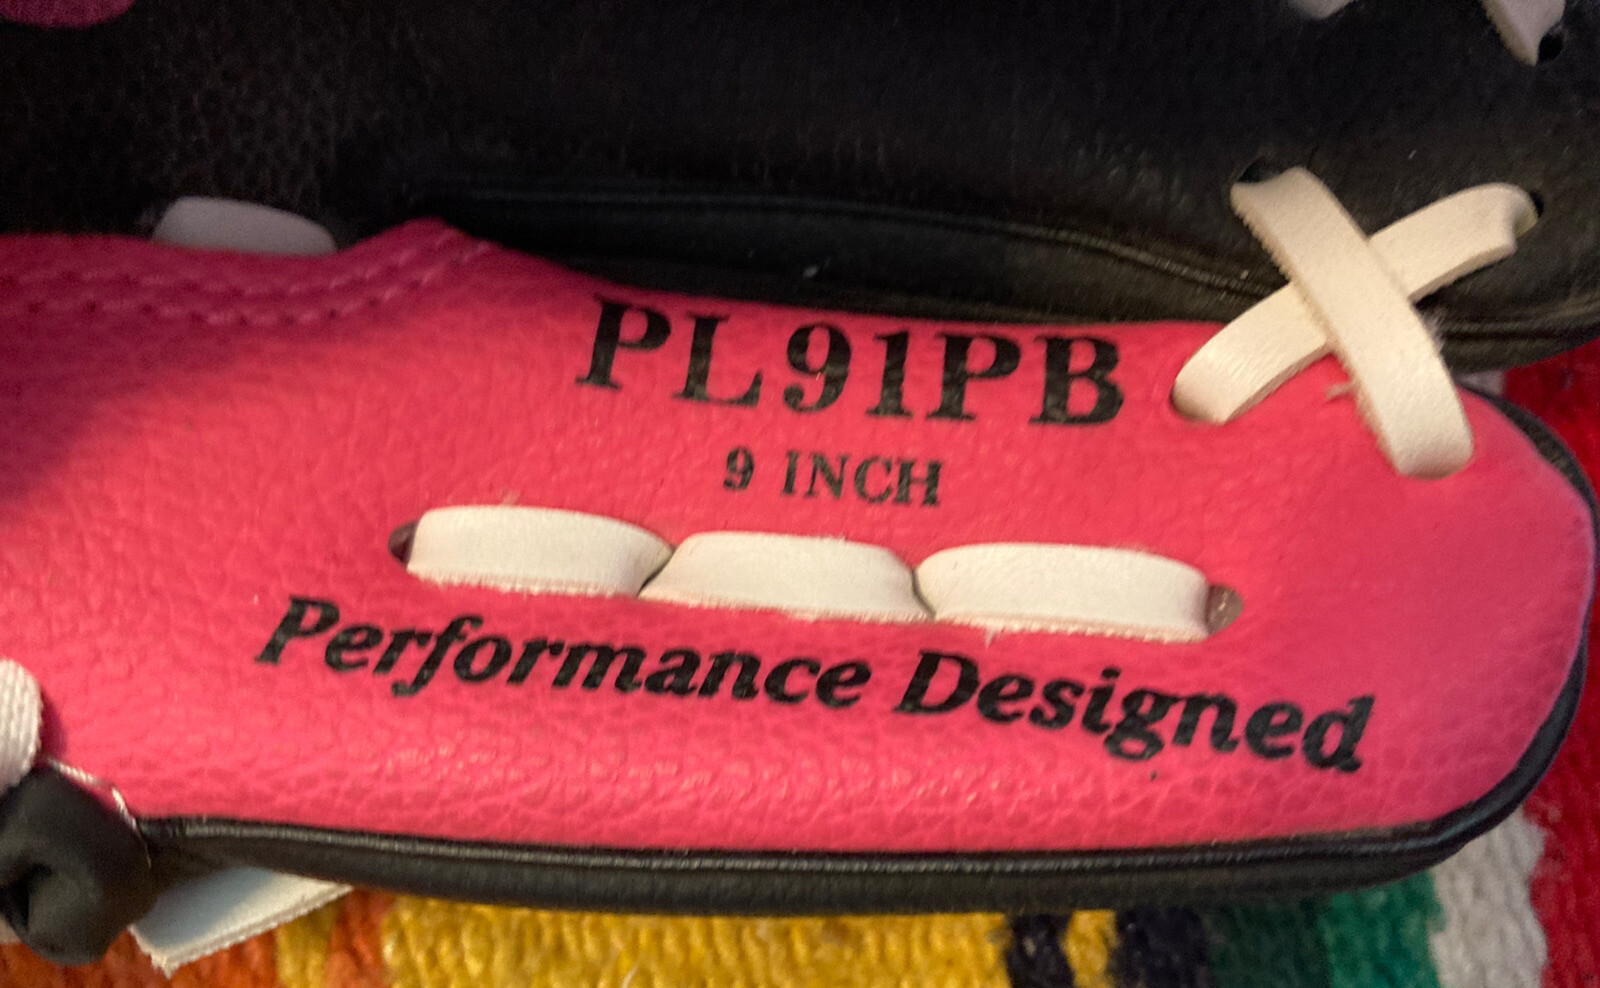 PL91PB
9 INCH
Performance Designed